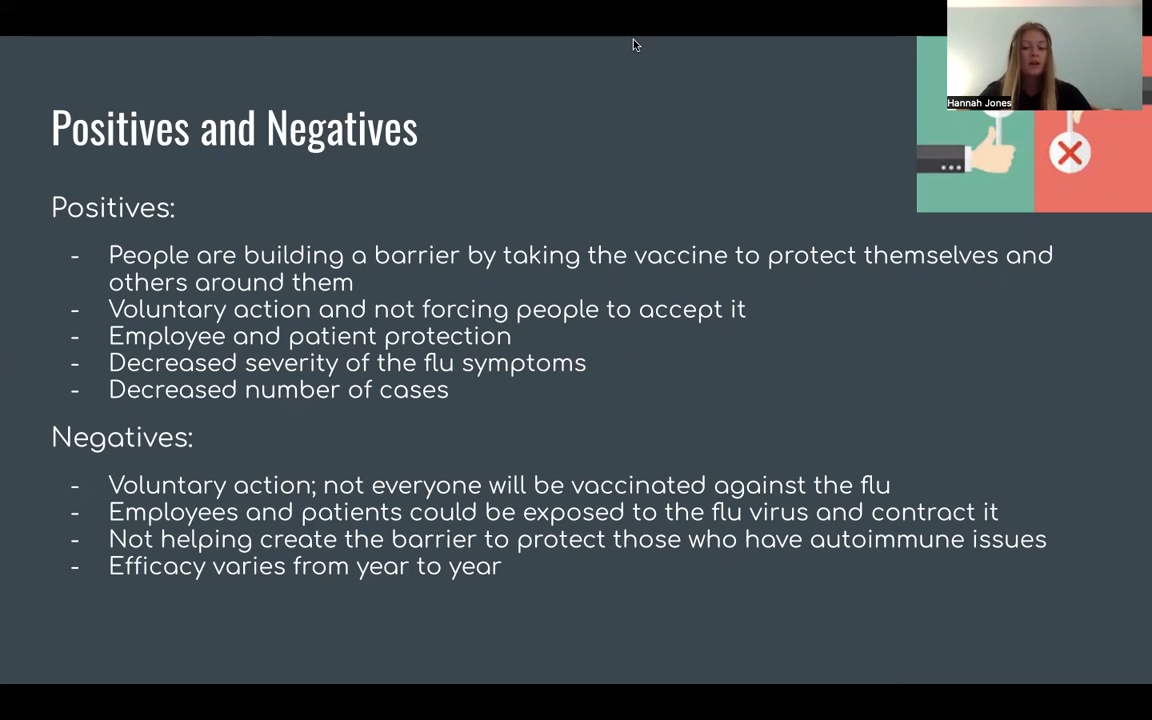 Hannah Jones
Positives and Negatives
Positives:
- People are building a barrier by taking the vaccine to protect themselves and
others around them
- Voluntary action and not forcing people to accept it
- Employee and patient protection
- Decreased severity of the flu symptoms
- Decreased number of cases
Negatives:
- Voluntary action; not everyone will be vaccinated against the flu
- Employees and patients could be exposed to the flu virus and contract it
- Not helping create the barrier to protect those who have autoimmune issues
- Efficacy varies from year to year